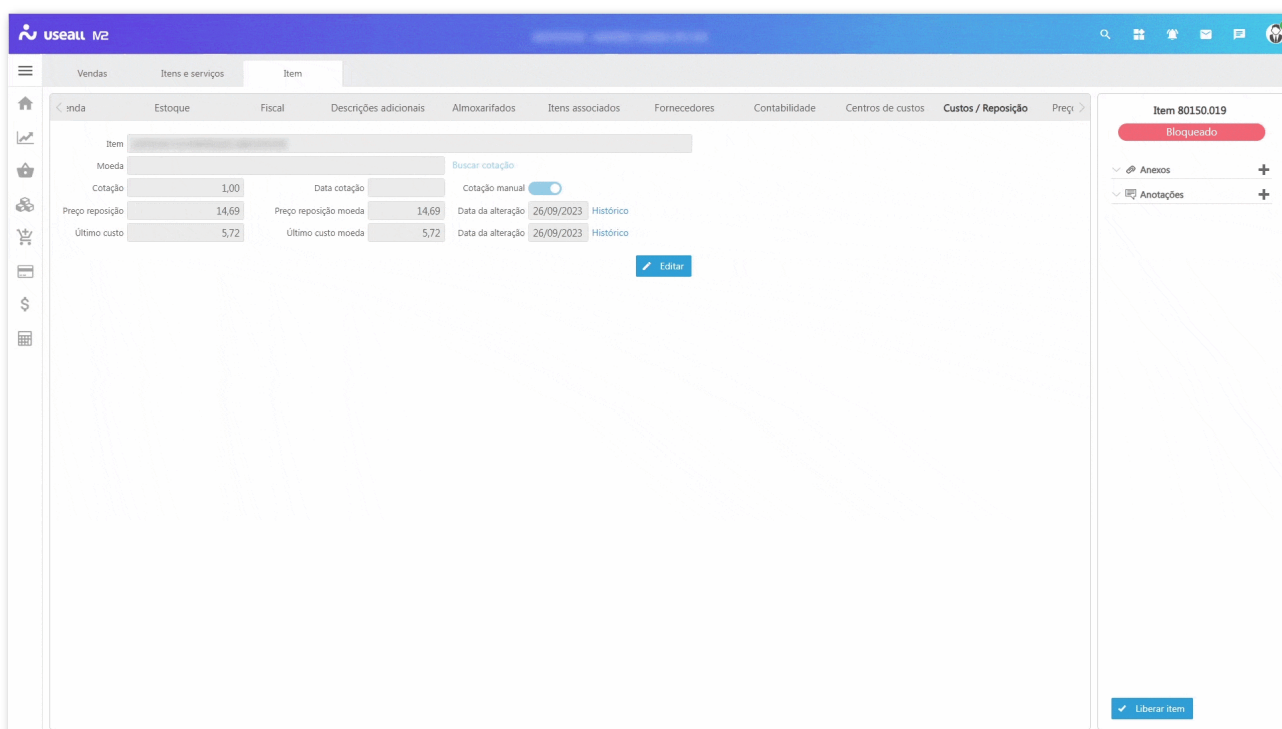 useall M2
Vendas Itens e serviços Item
enda Estoque Fiscal Descrições adicionais Almoxarifados Itens associados Fornecedores Contabilidade Centros de custos Custos / Reposição Preç
Item 80150.019
Bloqueado
Item
Moeda Buscar cotação
Anexos
Cotação 1,00 Data cotação Cotação manual
Anotações
Preço reposição 14,69 Preço reposição moeda 14,69 Data da alteração 26/09/2023 Histórico
Último custo 5,72 Último custo moeda 5,72 Data da alteração 26/09/2023 Histórico
Editar
Liberar item